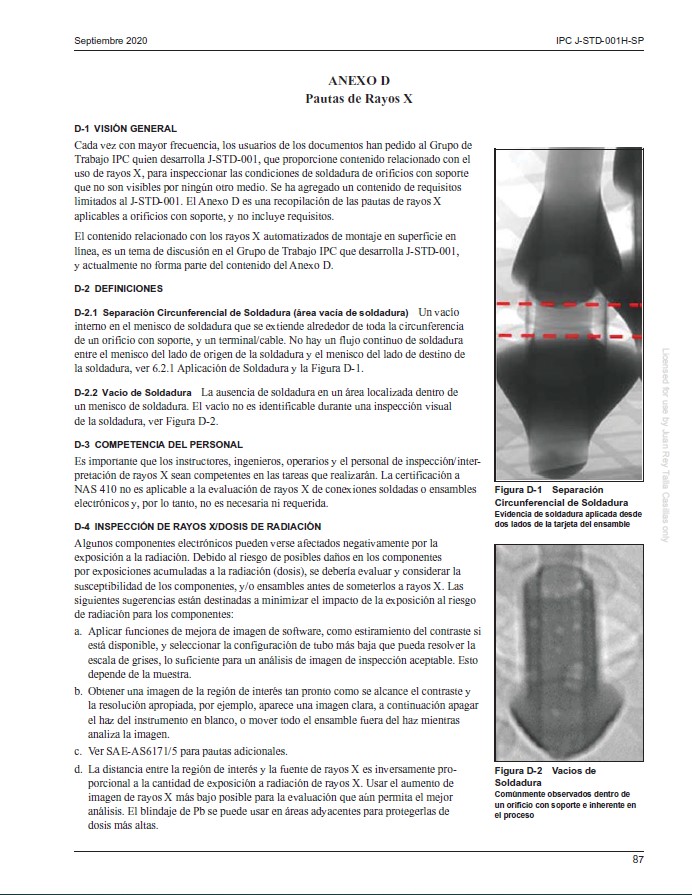 Septiembre 2020
IPC J-STD-001H-SP
ANEXO D
Pautas de Rayos X
D-1 VISIÓN GENERAL
Cada vez con mayor frecuencia, los usuarios de los documentos han pedido al Grupo de
Trabajo IPC quien desarrolla J-STD-001, que proporcione contenido relacionado con el
uso de rayos X, para inspeccionar las condiciones de soldadura de orificios con soporte
que no son visibles por ningún otro medio. Se ha agregado un contenido de requisitos
limitados al J-STD-001. El Anexo D es una recopilación de las pautas de rayos X
aplicables a orificios con soporte, y no incluye requisitos.
El contenido relacionado con los rayos X automatizados de montaje en superficie en
línea, es un tema de discusión en el Grupo de Trabajo IPC que desarrolla J-STD-001,
y actualmente no forma parte del contenido del Anexo D.
D-2 DEFINICIONES
D-2.1 Separación Circunferencial de Soldadura (área vacía de soldadura) Un vacío
interno en el menisco de soldadura que se extiende alrededor de toda la circunferencia
de un orificio con soporte, y un terminal/cable. No hay un flujo continuo de soldadura
entre el menisco del lado de origen de la soldadura y el menisco del lado de destino de
la soldadura, ver 6.2.1 Aplicación de Soldadura y la Figura D-1.
D-2.2 Vacio de Soldadura La ausencia de soldadura en un área localizada dentro de
un menisco de soldadura. El vacío no es identificable durante una inspección visual
de la soldadura, ver Figura D-2.
D-3 COMPETENCIA DEL PERSONAL
Es importante que los instructores, ingenieros, operarios y el personal de inspección/inter-
pretación de rayos X sean competentes en las tareas que realizarán. La certificación a
NAS 410 no es aplicable a la evaluación de rayos X de conexiones soldadas o ensambles
electrónicos y, por lo tanto, no es necesaria ni requerida.
D-4 INSPECCIÓN DE RAYOS X/DOSIS DE RADIACIÓN
Algunos componentes electrónicos pueden verse afectados negativamente por la
exposición a la radiación. Debido al riesgo de posibles daños en los componentes
por exposiciones acumuladas a la radiación (dosis), se debería evaluar y considerar la
susceptibilidad de los componentes, y/o ensambles antes de someterlos a rayos X. Las
siguientes sugerencias están destinadas a minimizar el impacto de la exposición al riesgo
de radiación para los componentes:
a. Aplicar funciones de mejora de imagen de software, como estiramiento del contraste si
está disponible, y seleccionar la configuración de tubo más baja que pueda resolver la
escala de grises, lo suficiente para un análisis de imagen de inspección aceptable. Esto
depende de la muestra.
b. Obtener una imagen de la región de interés tan pronto como se alcance el contraste y
la resolución apropiada, por ejemplo, aparece una imagen clara, a continuación apagar
el haz del instrumento en blanco, o mover todo el ensamble fuera del haz mientras
analiza la imagen.
c. Ver SAE-AS6171/5 para pautas adicionales.
d. La distancia entre la región de interés y la fuente de rayos X es inversamente pro-
porcional a la cantidad de exposición a radiación de rayos X. Usar el aumento de
imagen de rayos X más bajo posible para la evaluación que aún permita el mejor
análisis. El blindaje de Pb se puede usar en áreas adyacentes para protegerlas de
dosis más altas.
Figura D-1 Separación
Circunferencial de Soldadura
Evidencia de soldadura aplicada desde
dos lados de la tarjeta del ensamble
Figura D-2 Vacios de
Soldadura
Comúnmente observados dentro de
un orificio con soporte e inherente en
el proceso
Licensed for use by Juan Rey Talla Casillas only
87